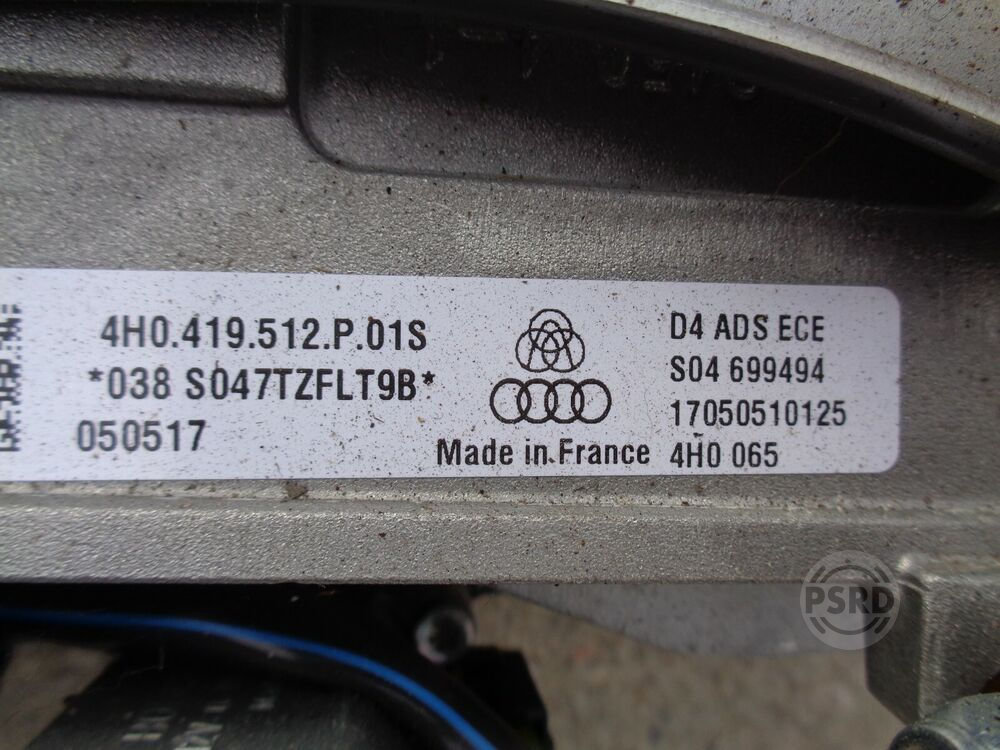 4H0.419.512.P.01S
*038 S047TZFLT9B*
050517
Made in France
D4 ADS ECE
S04 699494
17050510125
4H0 065
PSRD